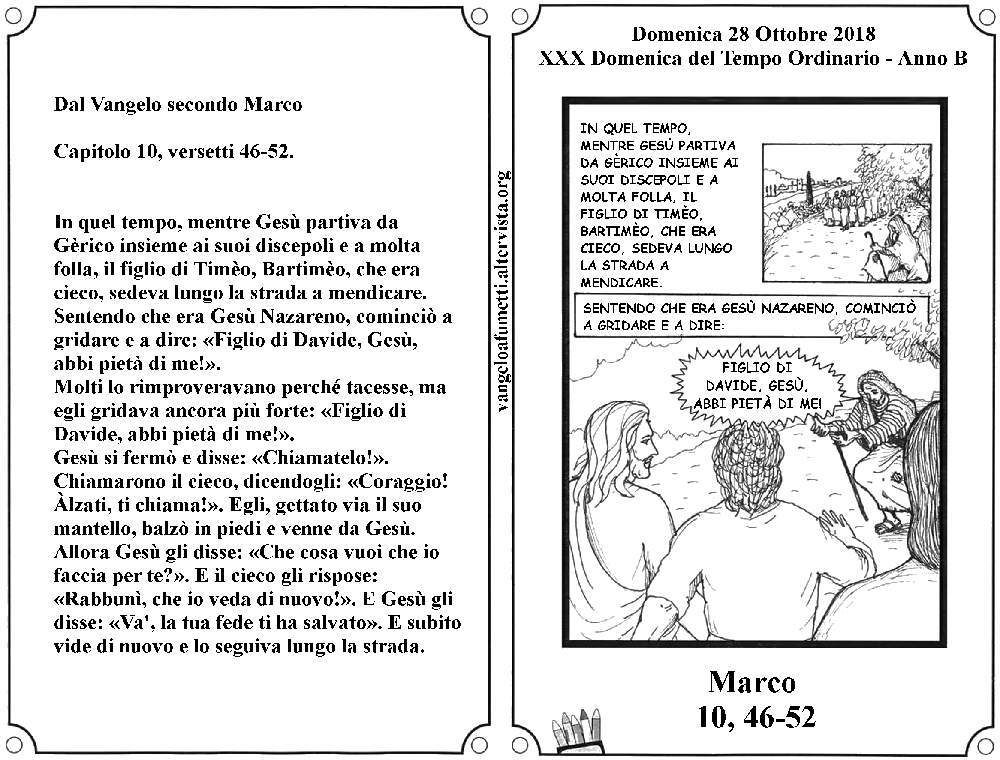 Dal Vangelo secondo Marco
Capitolo 10, versetti 46-52.
In quel tempo, mentre Gesù partiva da
Gèrico insieme ai suoi discepoli e a molta
folla, il figlio di Timèo, Bartimèo, che era
cieco, sedeva lungo la strada a mendicare.
Sentendo che era Gesù Nazareno, cominciò a
gridare e a dire: «Figlio di Davide, Gesù,
abbi pietà di me!».
Molti lo rimproveravano perché tacesse, ma
egli gridava ancora più forte: «Figlio di
Davide, abbi pietà di me!».
Gesù si fermò e disse: «Chiamatelo!».
Chiamarono il cieco, dicendogli: «Coraggio!
Àlzati, ti chiama!». Egli, gettato via il suo
mantello, balzò in piedi e venne da Gesù.
Allora Gesù gli disse: «Che cosa vuoi che io
faccia per te?». E il cieco gli rispose:
«Rabbunì, che io veda di nuovo!». E Gesù gli
disse: «Va', la tua fede ti ha salvato». E subito
vide di nuovo e lo seguiva lungo la strada.
vangeloafumetti.altervista.org
Domenica 28 Ottobre 2018
XXX Domenica del Tempo Ordinario - Anno B
IN QUEL TEMPO,
MENTRE GESÙ PARTIVA
DA GÈRICO INSIEME AI
SUOI DISCEPOLI E A
MOLTA FOLLA, IL
FIGLIO DI TIMÈO,
BARTIMÈO, CHE ERA
CIECO, SEDEVA LUNGO
LA STRADA A
MENDICARE.
SENTENDO CHE ERA GESÙ NAZARENO, COMINCIÒ
A GRIDARE E A DIRE:
FIGLIO DI
DAVIDE, GESÙ,
ABBI PIETÀ DI ME!
Marco
10, 46-52